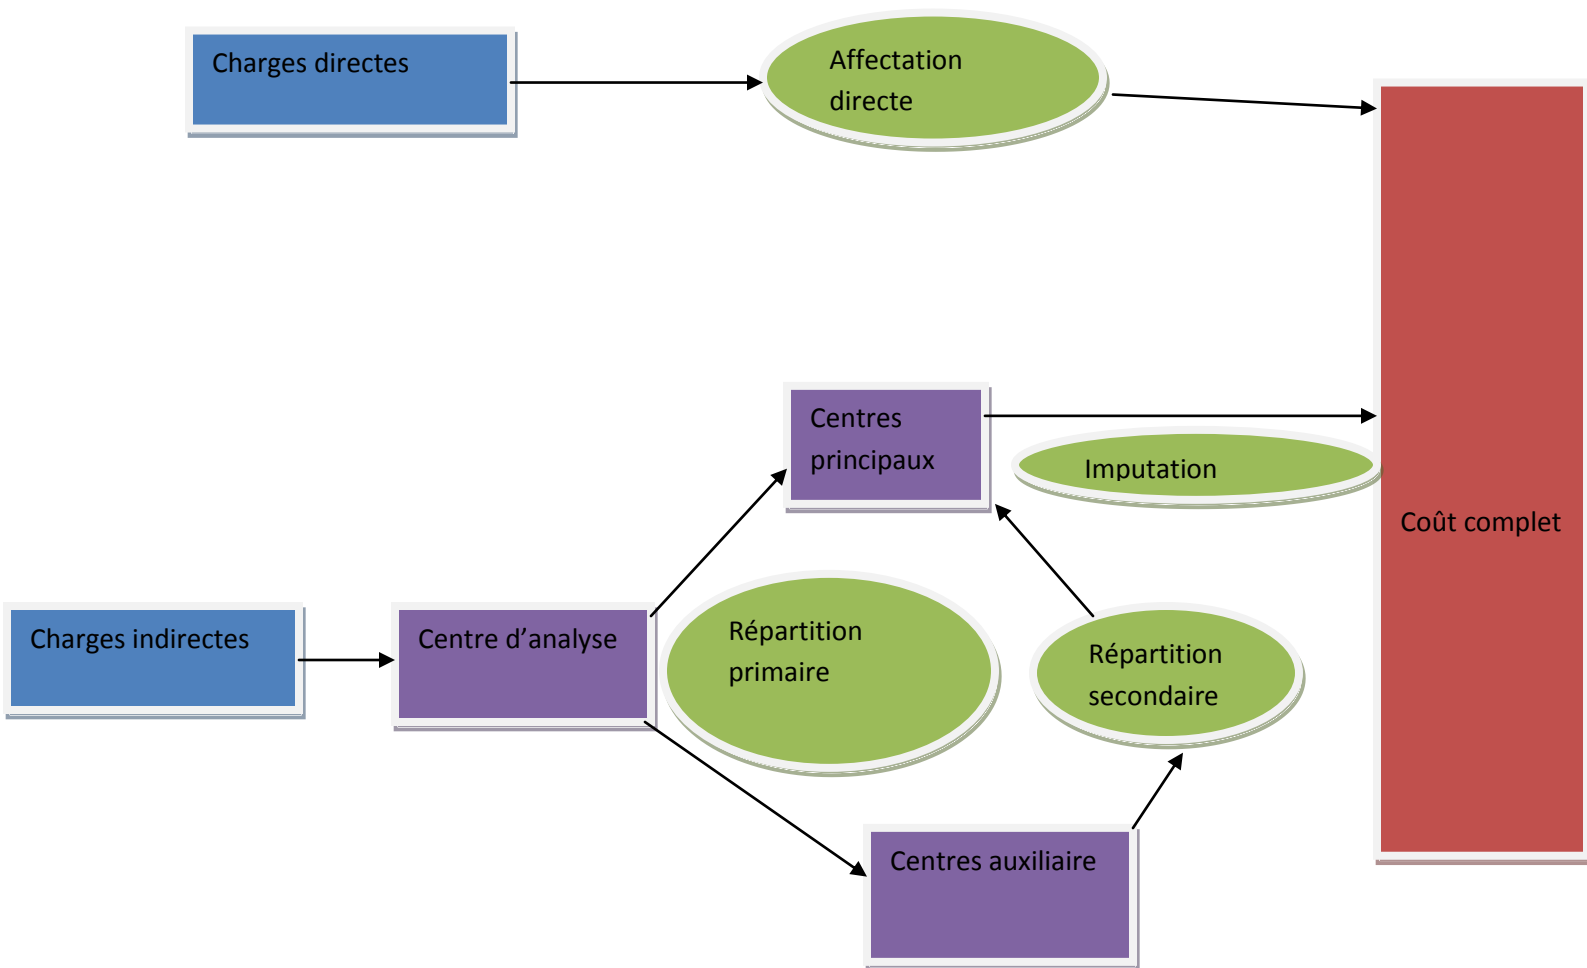 Charges directes
Affectation
directe
Centres
principaux
Imputation
Coût complet
Charges indirectes
Centre d’analyse
Répartition
primaire
Répartition
secondaire
Centres auxiliaire